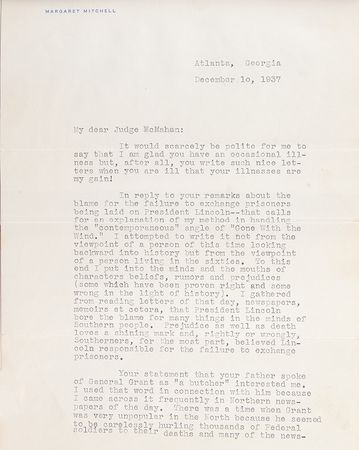 MARGARET MITCHELL
Atlanta, Georgia
December 10, 1937
My dear Judge McMahan:
It would scarcely be polite for me to
say that I am glad you have an occasional ill-
ness but, after all, you write such nice let-
ters when you are ill that your illnesses are
my gain!
In reply to your remarks about the
blame for the failure to exchange prisoners
being laid on President Lincoln--that calls
for an explanation of my method in handling
the "contemporaneous" angle of "Gone With the
Wind." I attempted to write it not from the
viewpoint of a person of this time looking
backward into history but from the viewpoint
of a person living in the sixties. To this
end I put into the minds and the mouths of
characters beliefs, rumors and prejudices
(some which have been proven right and some
wrong in the light of history). I gathered
from reading letters of that day, newspapers,
memoirs et cetera, that President Lincoln
bore the blame for many things in the minds of
Southern people. Prejudice as well as death
loves a shining mark and, rightly or wrongly,
Southerners, for the most part, believed Lin-
coln responsible for the failure to exchange
prisoners.
Your statement that your father spoke
of General Grant as "a butcher" interested me.
I used that word in connection with him because
I came across it frequently in Northern news-
papers of the day. There was a time when Grant
was very unpopular in the North because he seemed
to be carelessly hurling thousands of Federal
soldiers to their deaths and many of the news-